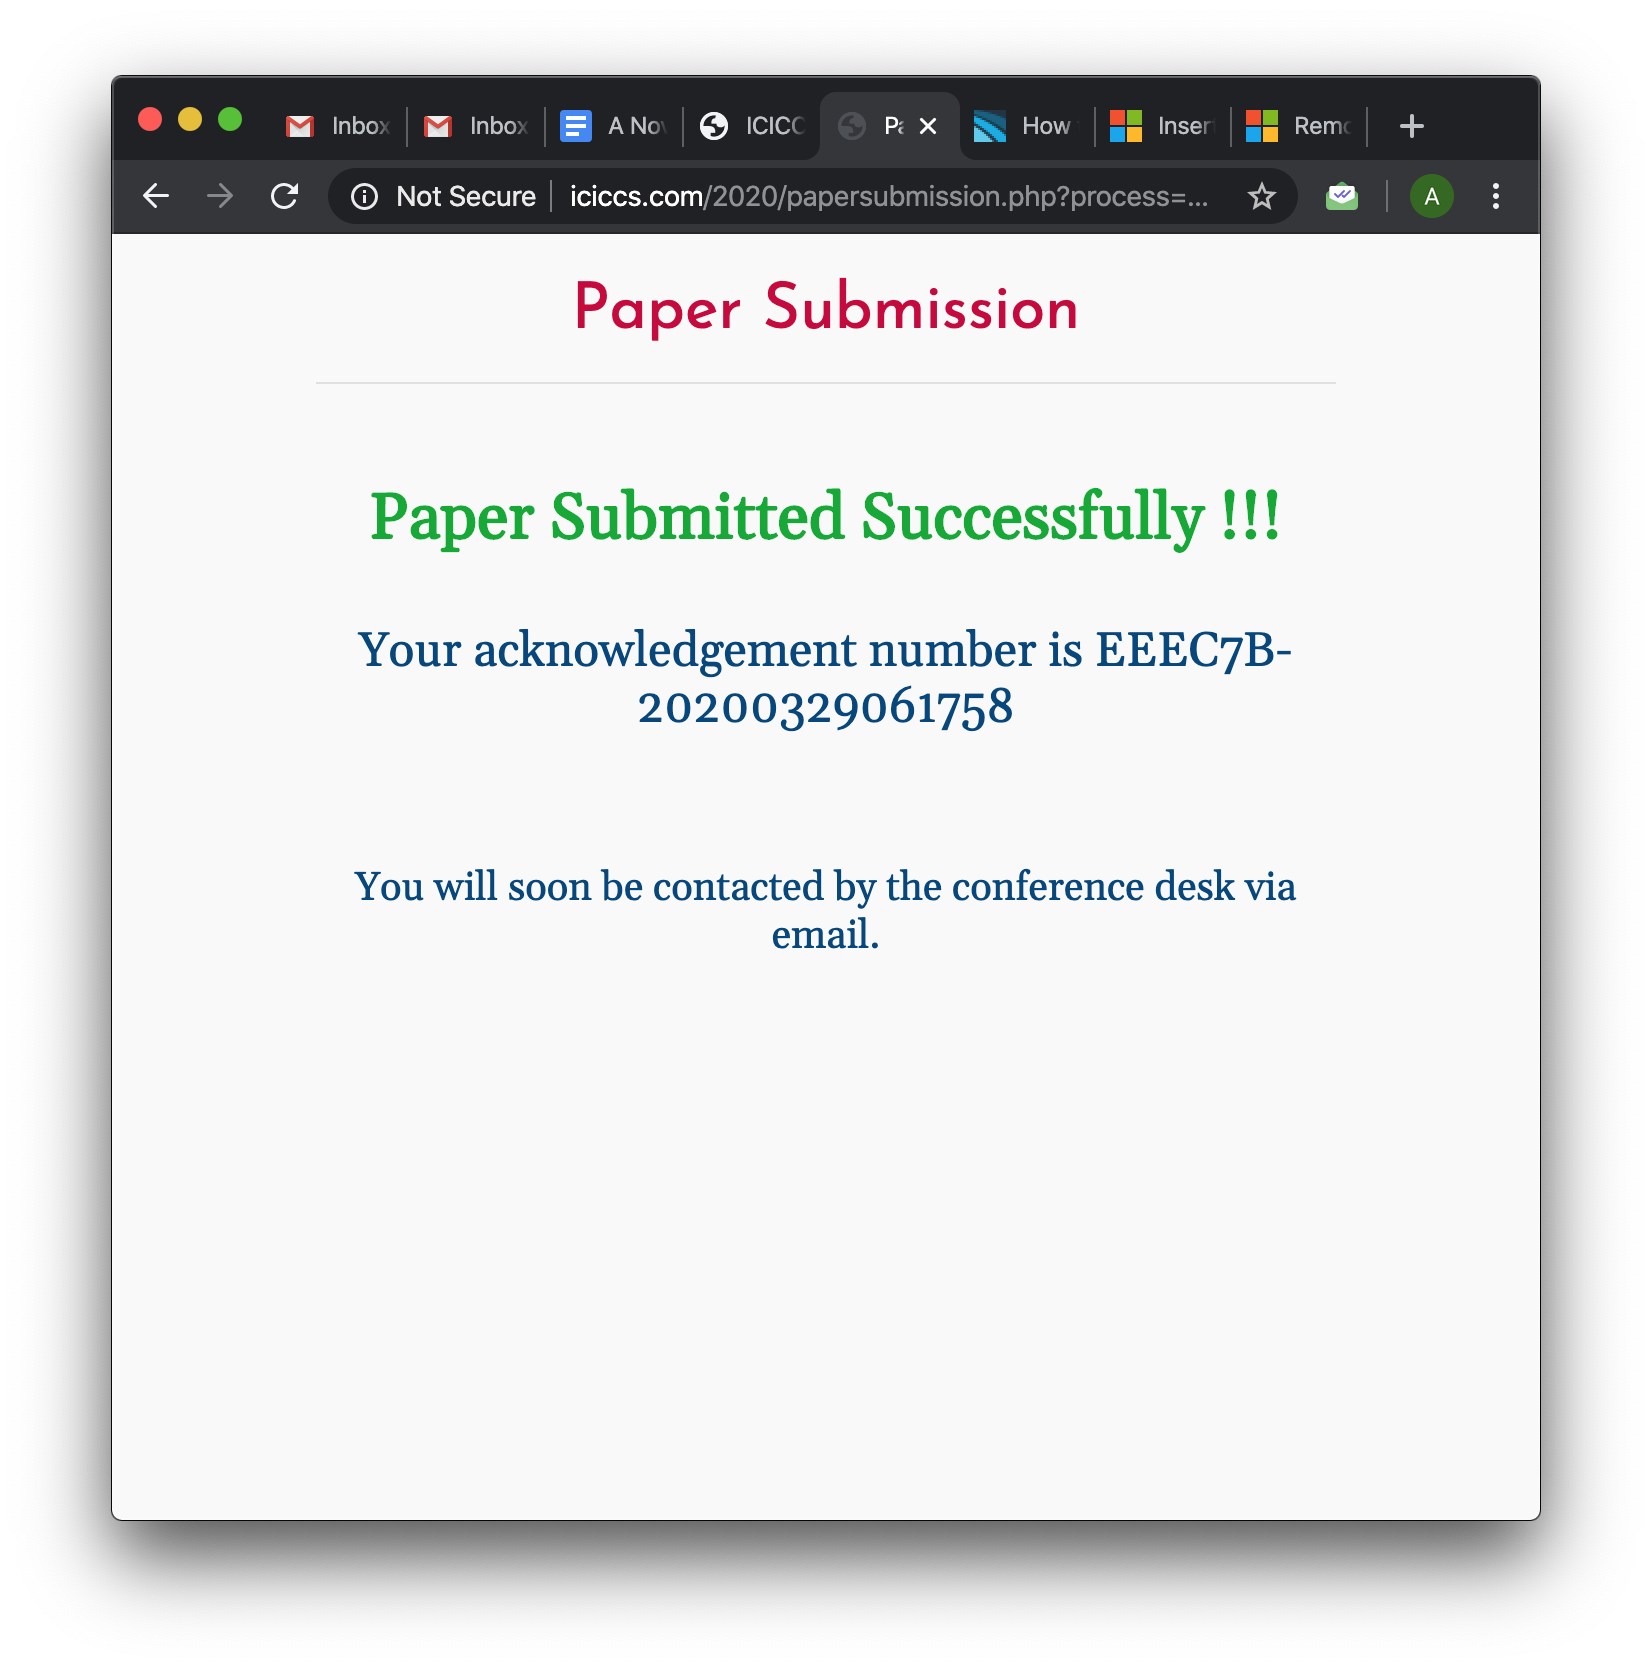 Inbox
Inbox
A Nov
ICICC
Pa
How
Inser
Remo
Not Secure
iciccs.com/2020/papersubmission.php?process=...
A
Paper Submission
Paper Submitted Successfully !!!
Your acknowledgement number is EEEC7B-
20200329061758
You will soon be contacted by the conference desk via
email.